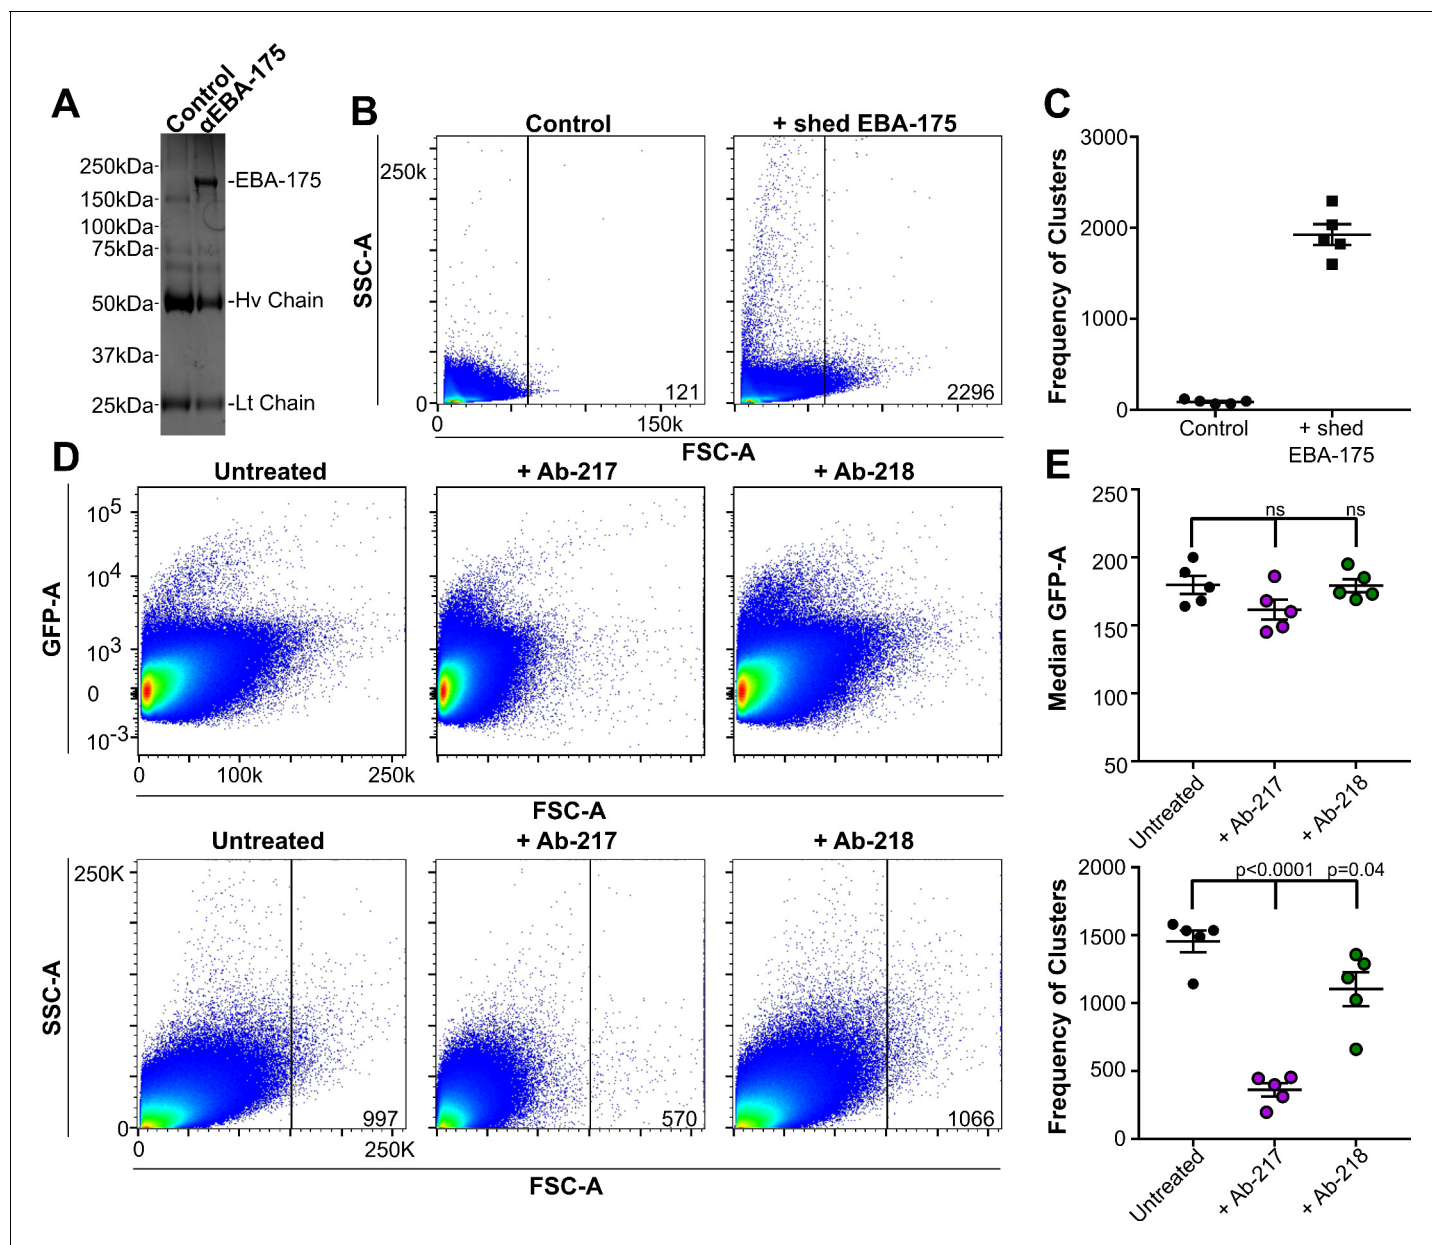 A
Control
αEBA-175
250kDa-
150kDa-
100kDa-
75kDa-
50kDa-
37kDa-
25kDa-
-EBA-175
-Hv Chain
-Lt Chain
B
Control
+ shed EBA-175
SSC-A
250k
0
121
2296
0
150k
FSC-A
C
Frequency of Clusters
3000
2000
1000
0
Control
+ shed
EBA-175
D
Untreated
+ Ab-217
+ Ab-218
GFP-A
10^5
10^4
10^3
0
10^-3
0
100k
250k
FSC-A
Untreated
+ Ab-217
+ Ab-218
SSC-A
250K
0
997
570
1066
0
250K
FSC-A
E
Median GFP-A
250
200
150
100
50
ns
ns
Untreated
+ Ab-217
+ Ab-218
Frequency of Clusters
2000
1500
1000
500
0
p<0.0001
p=0.04
Untreated
+ Ab-217
+ Ab-218